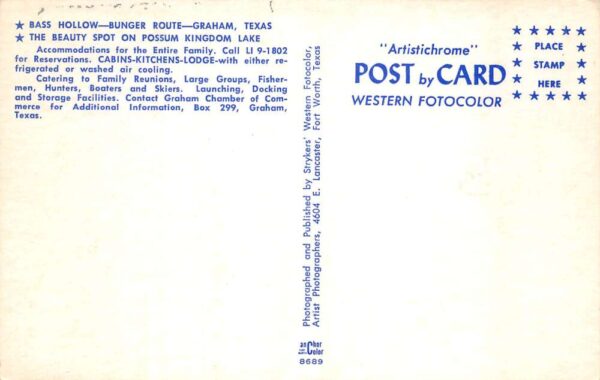 ★ BASS HOLLOW—BUNGER ROUTE—GRAHAM, TEXAS
★ THE BEAUTY SPOT ON POSSUM KINGDOM LAKE
Accommodations for the Entire Family. Call LI 9-1802
for Reservations. CABINS-KITCHENS-LODGE-with either re-
frigerated or washed air cooling.
Catering to Family Reunions, Large Groups, Fisher-
men, Hunters, Boaters and Skiers. Launching, Docking
and Storage Facilities. Contact Graham Chamber of Com-
merce for Additional Information, Box 299, Graham,
Texas.
Photographed and Published by Strykers' Western Fotocolor,
Artist Photographers, 4604 E. Lancaster, Fort Worth, Texas
anChor
Color
8689
"Artistichrome"
POST by CARD
WESTERN FOTOCOLOR
PLACE
STAMP
HERE